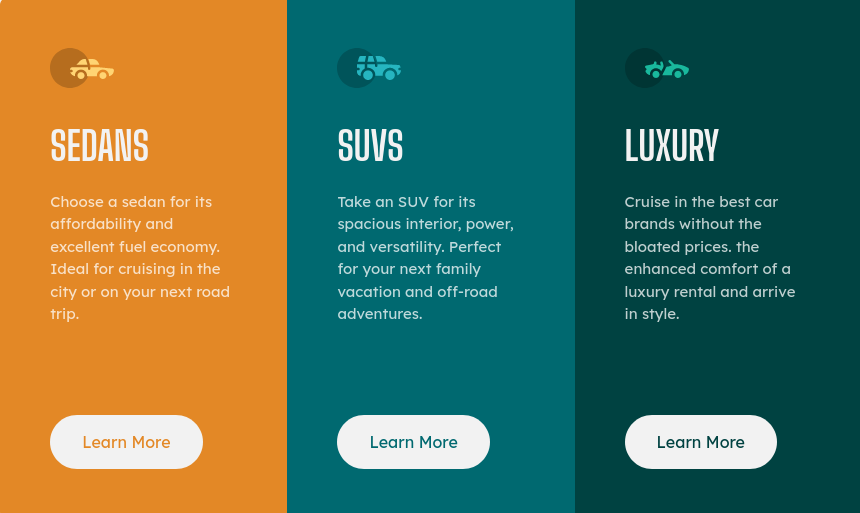 SEDANS
Choose a sedan for its
affordability and
excellent fuel economy.
Ideal for cruising in the
city or on your next road
trip.
Learn More
SUVS
Take an SUV for its
spacious interior, power,
and versatility. Perfect
for your next family
vacation and off-road
adventures.
Learn More
LUXURY
Cruise in the best car
brands without the
bloated prices. the
enhanced comfort of a
luxury rental and arrive
in style.
Learn More